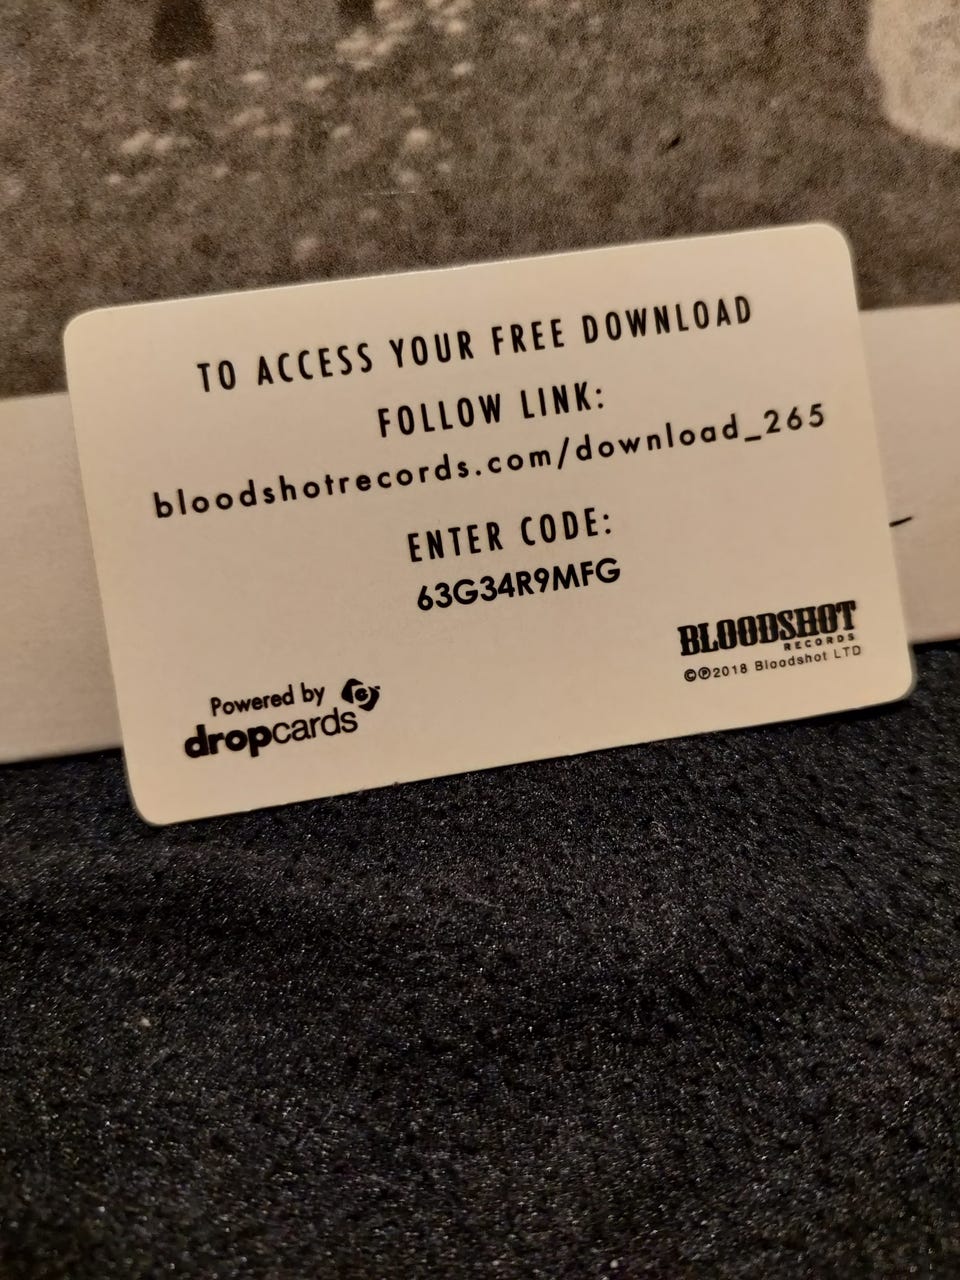 TO ACCESS YOUR FREE DOWNLOAD
FOLLOW LINK:
bloodshotrecords.com/download_265
ENTER CODE:
63G34R9MFG
Powered by
dropcards
BLOODSHOT
RECORDS
©℗2018 Bloodshot LTD